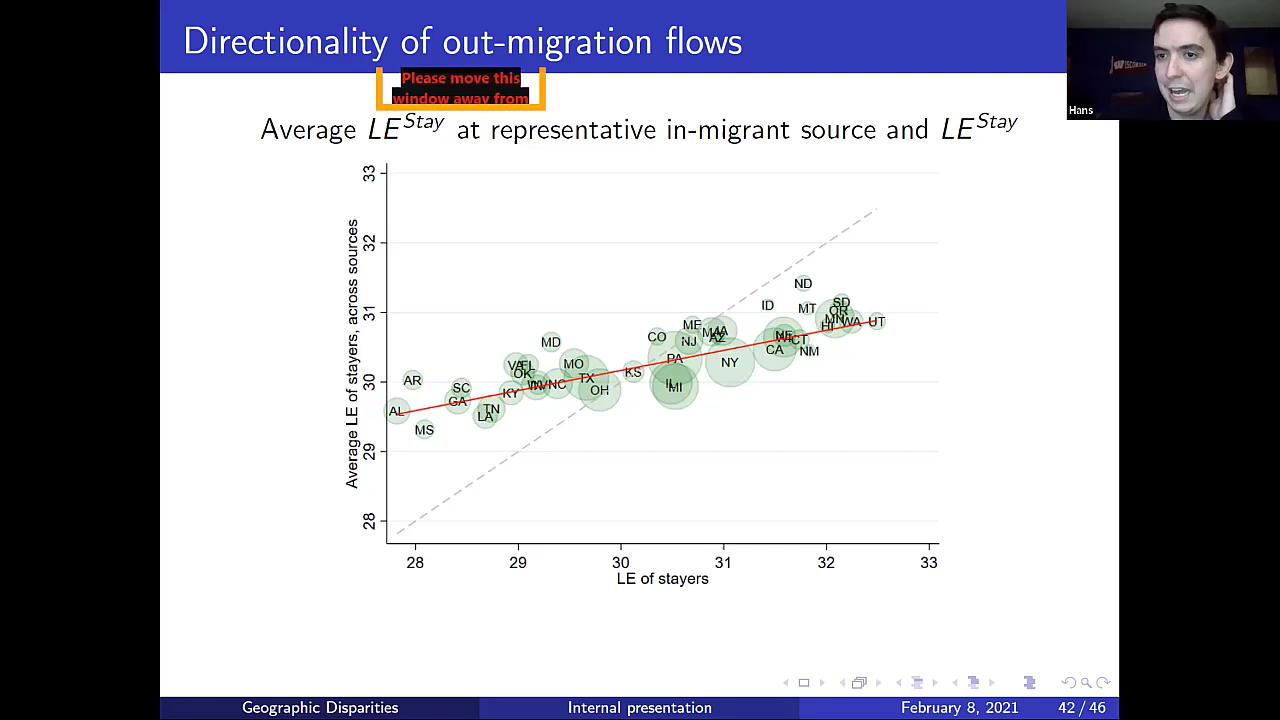 Directionality of out-migration flows
Please move this
window away from
Hans
Average LE^Stay at representative in-migrant source and LE^Stay
Average LE of stayers, across sources
33
32
31
30
29
28
ND
ID
MT
SD
OR
MN
HI
WA
UT
CT
NM
CA
NY
ME
MA
AZ
IA
NJ
CO
PA
IL
MI
KS
MD
MO
TX
OH
VA
FL
OK
NC
KY
SC
GA
TN
LA
AR
AL
MS
28
29
30
31
32
33
LE of stayers
Geographic Disparities
Internal presentation
February 8, 2021
42 / 46